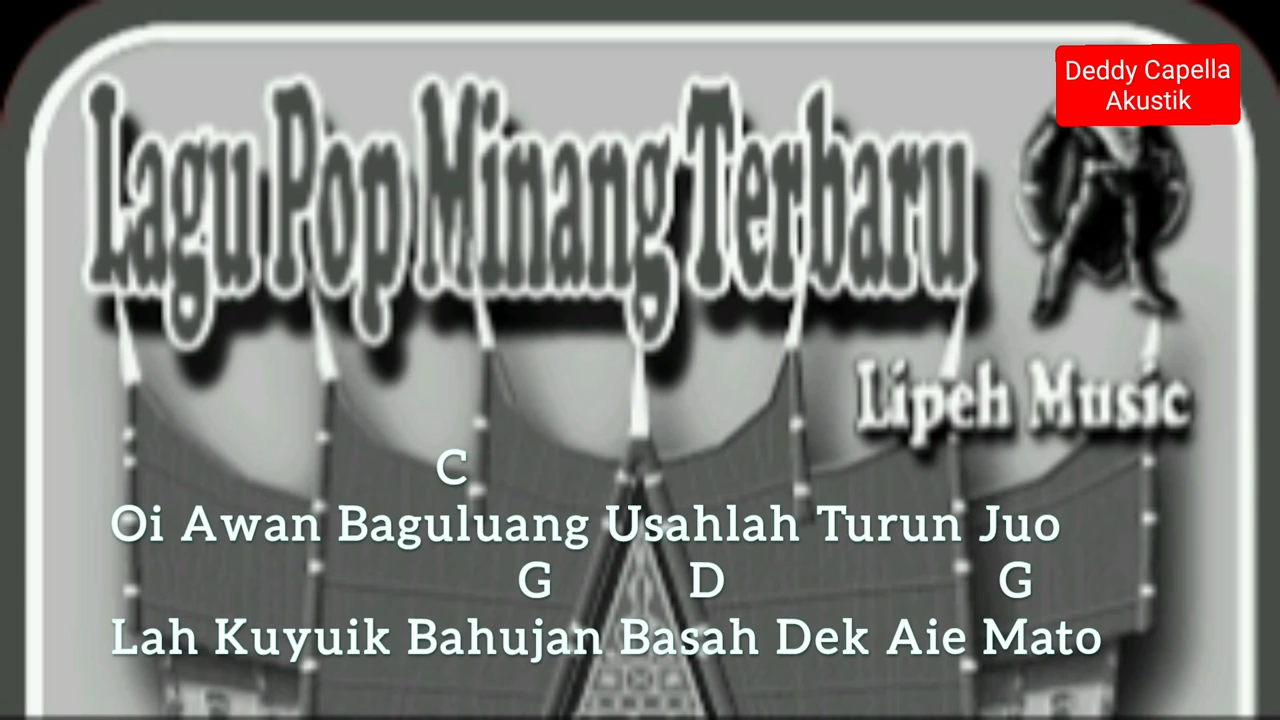 Deddy Capella
Akustik
Lagu Pop Minang Terbaru
Lipeh Music
C
Oi Awan Baguluang Usahlah Turun Juo
G D G
Lah Kuyuik Bahujan Basah Dek Aie Mato